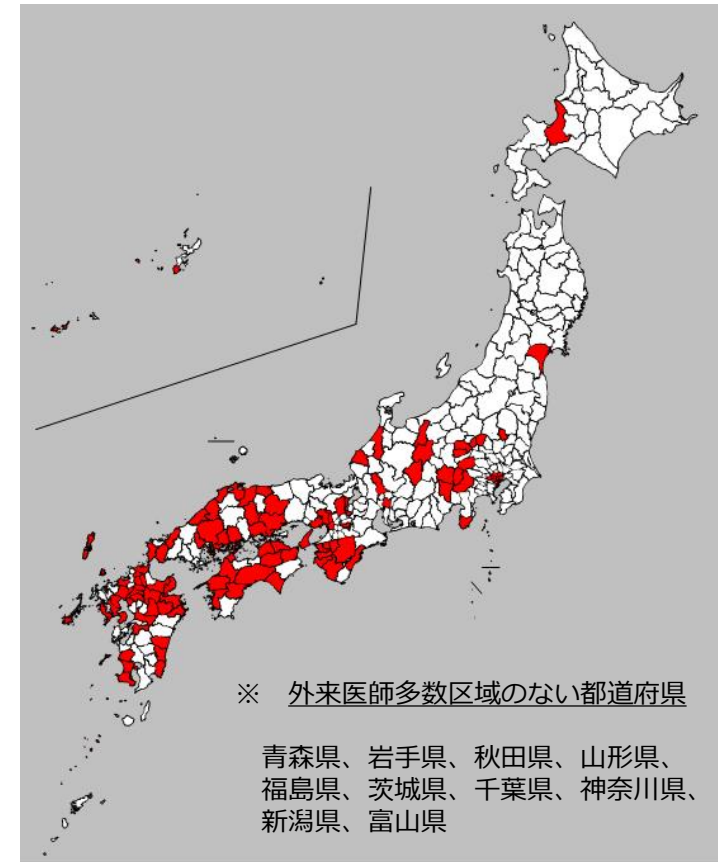 ※　外来医師多数区域のない都道府県
青森県、岩手県、秋田県、山形県、
福島県、茨城県、千葉県、神奈川県、
新潟県、富山県